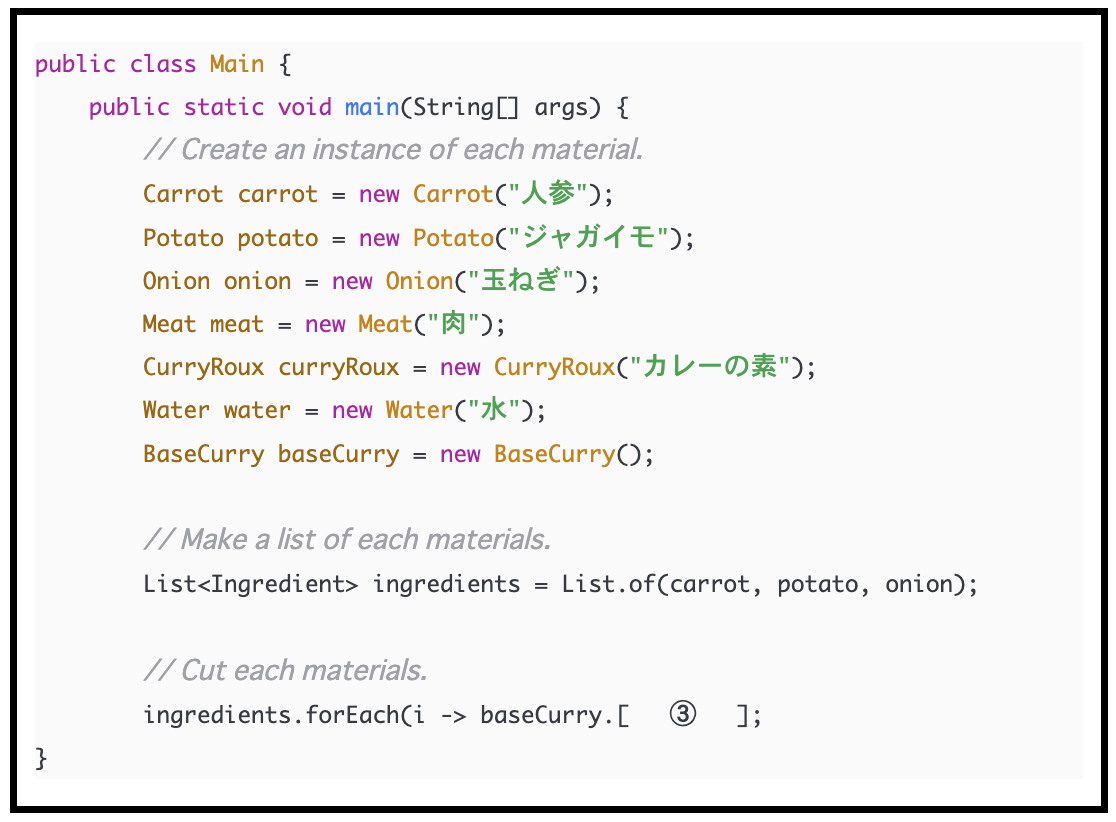 public class Main {
    public static void main(String[] args) {
        // Create an instance of each material.
        Carrot carrot = new Carrot("人参");
        Potato potato = new Potato("ジャガイモ");
        Onion onion = new Onion("玉ねぎ");
        Meat meat = new Meat("肉");
        CurryRoux curryRoux = new CurryRoux("カレーの素");
        Water water = new Water("水");
        BaseCurry baseCurry = new BaseCurry();
        // Make a list of each materials.
        List<Ingredient> ingredients = List.of(carrot, potato, onion);
        // Cut each materials.
        ingredients.forEach(i -> baseCurry.[   ③   ];
}